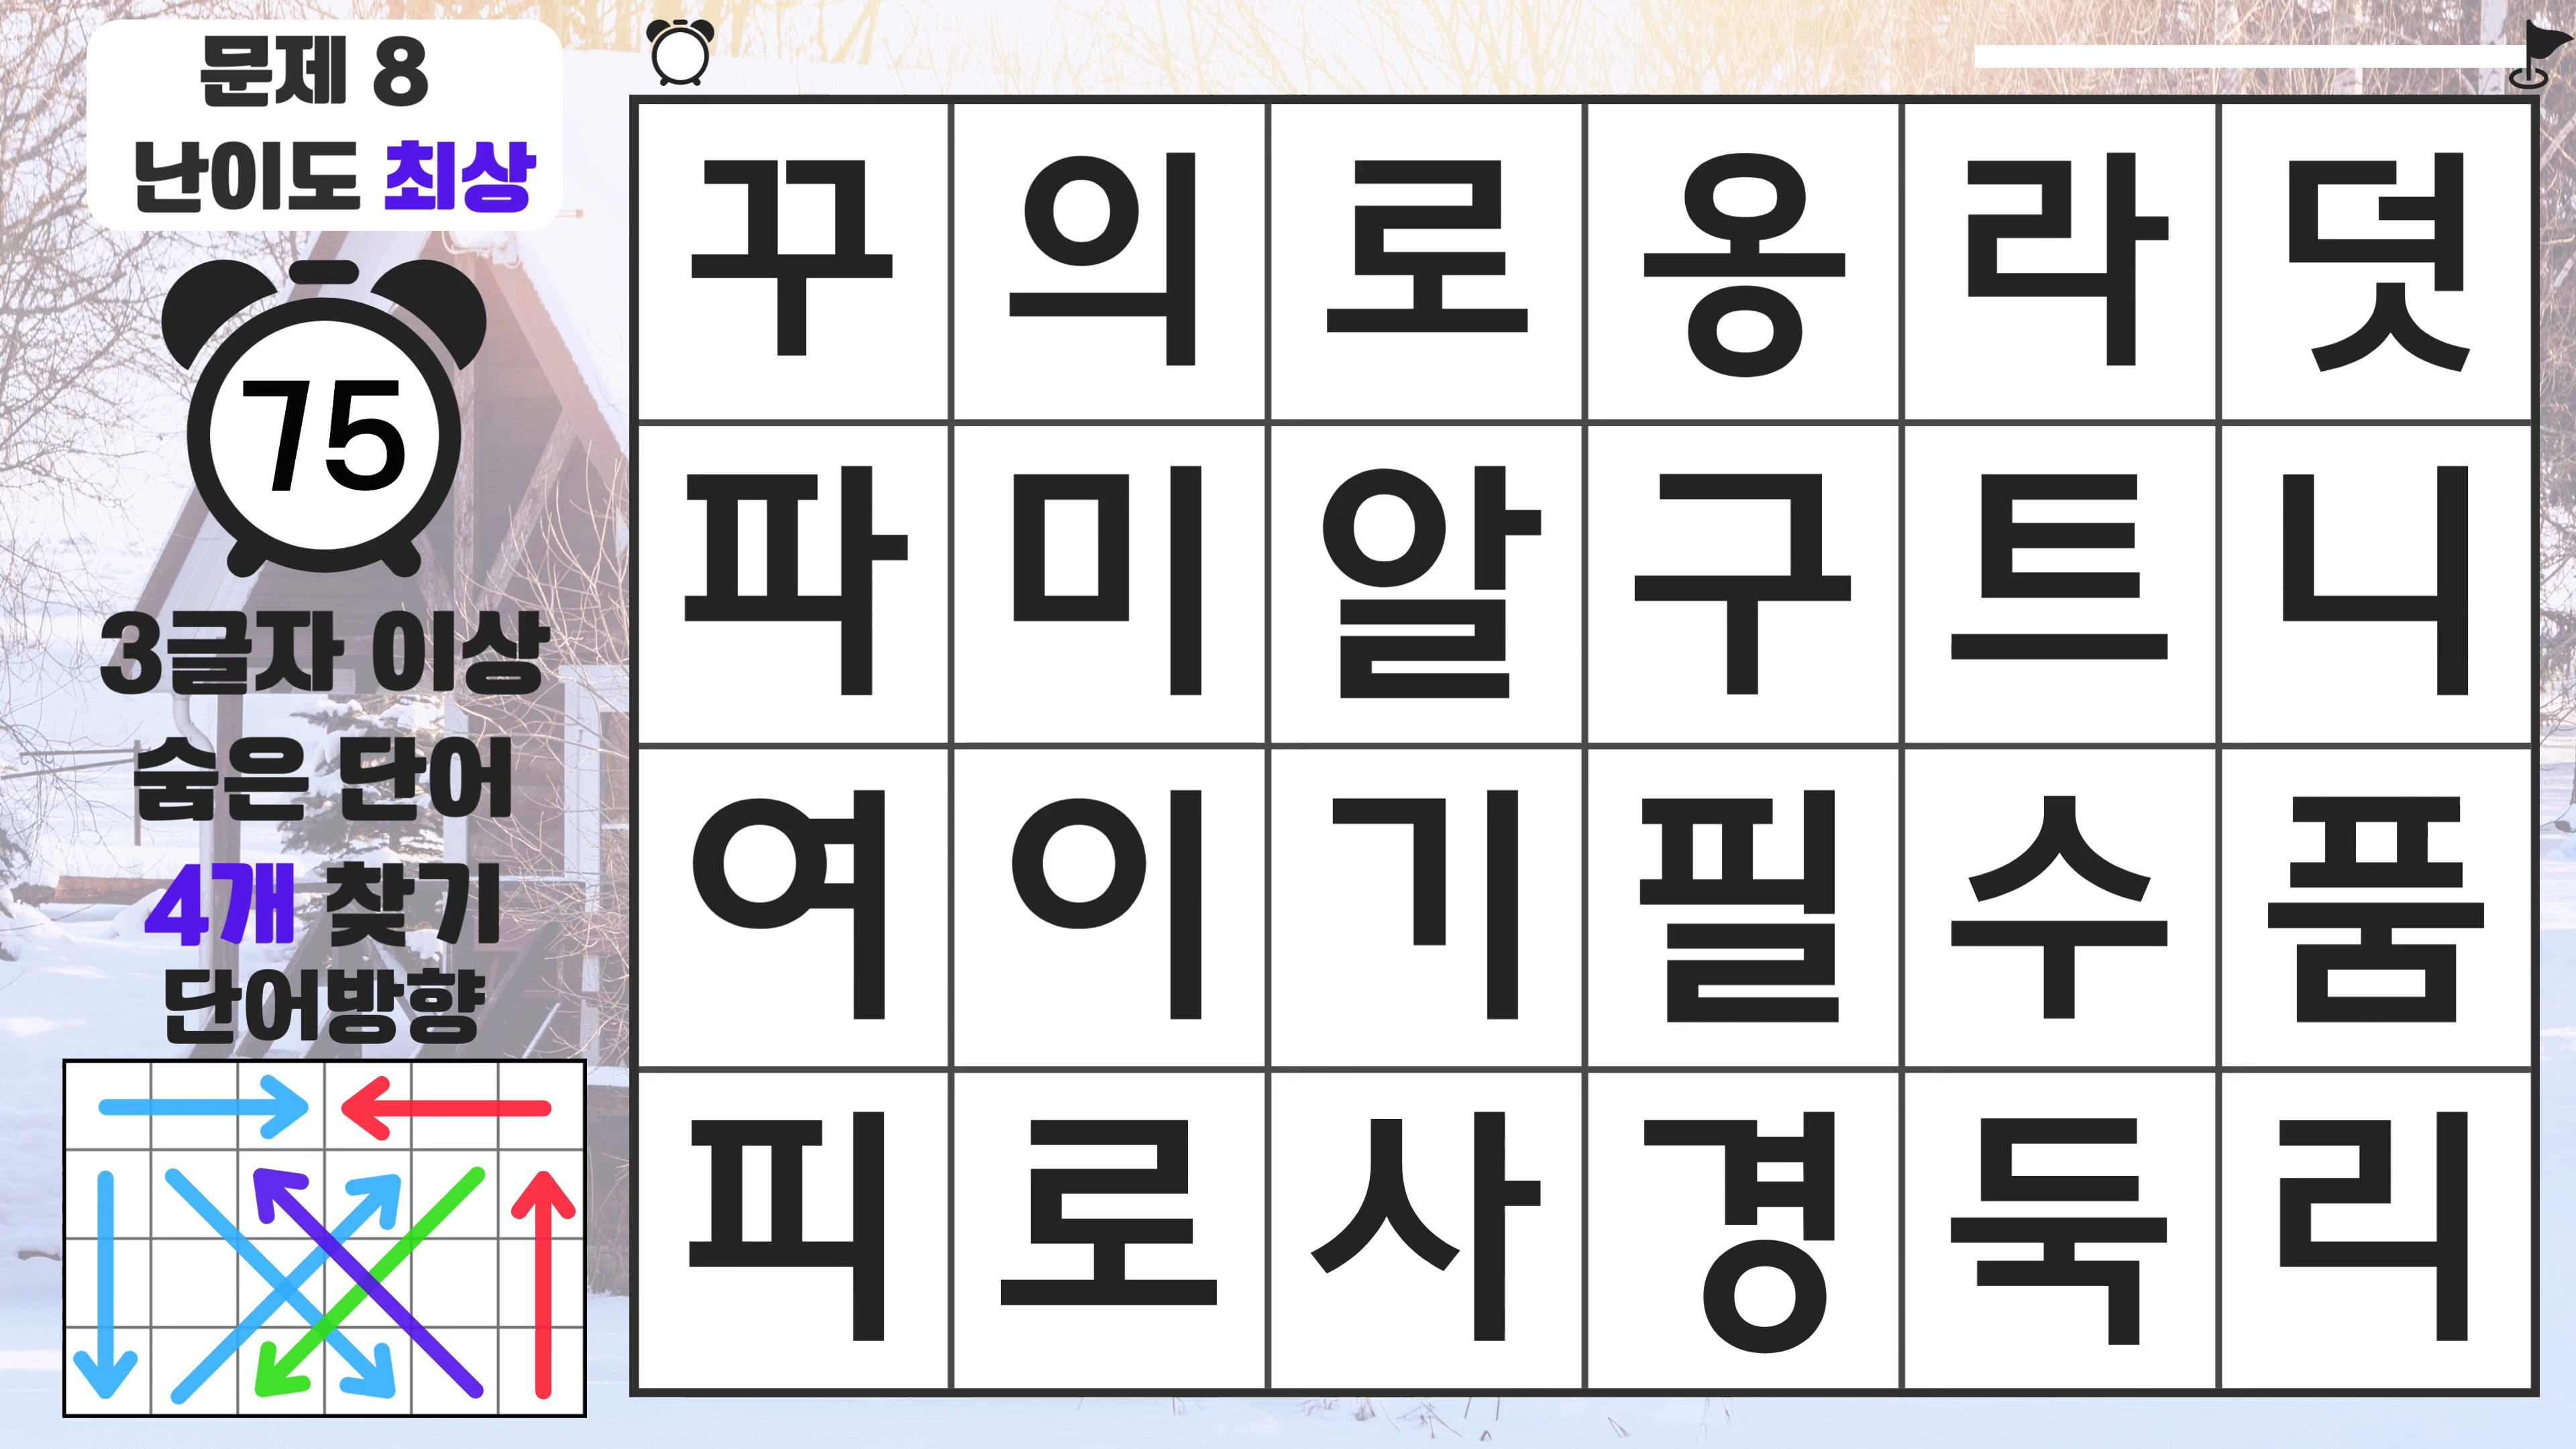 문제 8
난이도 최상
75
3글자 이상
숨은 단어
4개 찾기
단어방향
꾸 의 로 옹 라 덧
파 미 알 구 트 니
여 이 기 필 수 품
피 로 사 경 둑 리